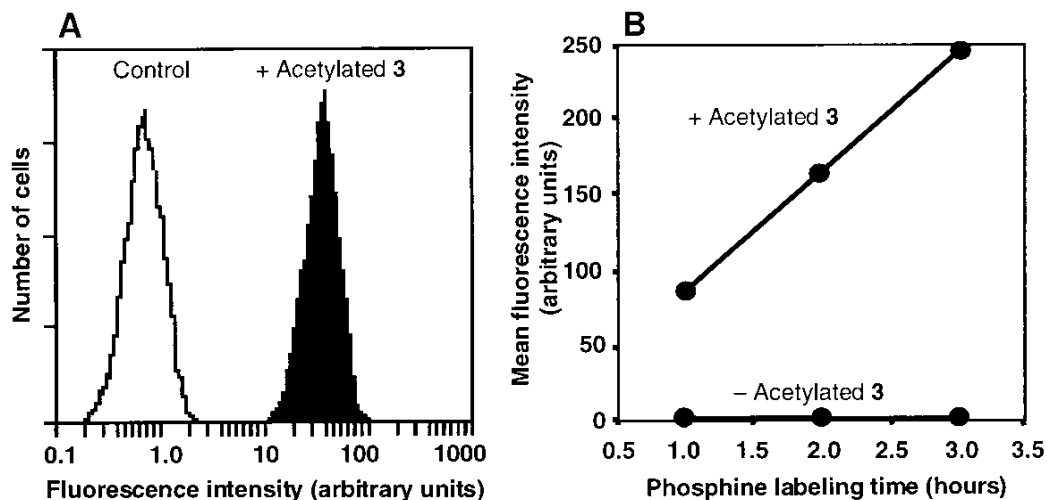 A
Control
+ Acetylated 3
Number of cells
0.1 1.0 10 100 1000
Fluorescence intensity (arbitrary units)
B
Mean fluorescence intensity
(arbitrary units)
250
200
150
100
50
0
+ Acetylated 3
– Acetylated 3
0.5 1.0 1.5 2.0 2.5 3.0 3.5
Phosphine labeling time (hours)